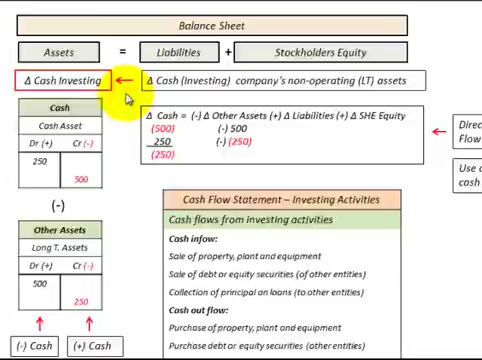 Balance Sheet
Assets = Liabilities + Stockholders Equity
Δ Cash Investing
Δ Cash (Investing) company's non-operating (LT) assets
Cash
Cash Asset
Dr (+) Cr (-)
250
500
(-)
Other Assets
Long T. Assets
Dr (+) Cr (-)
500
250
(-) Cash
(+) Cash
Δ Cash = (-) Δ Other Assets (+) Δ Liabilities (+) Δ SHE Equity
(500) (-) 500
250 (-) (250)
(250)
Direc
Flow
Use o
cash
Cash Flow Statement – Investing Activities
Cash flows from investing activities
Cash infow:
Sale of property, plant and equipment
Sale of debt or equity securities (of other entities)
Collection of principal on loans (to other entities)
Cash out flow:
Purchase of property, plant and equipment
Purchase debt or equity securities (other entities)